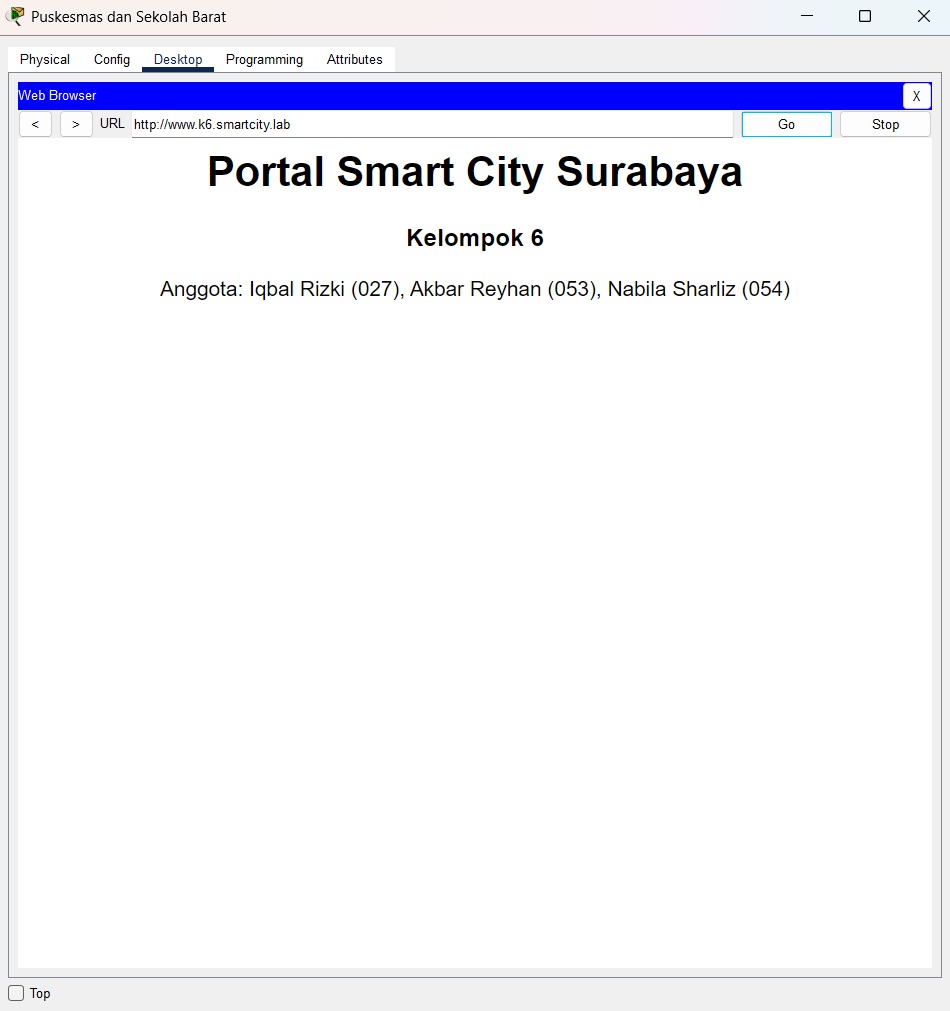 Puskesmas dan Sekolah Barat
Physical Config Desktop Programming Attributes
Web Browser X
< > URL http://www.k6.smartcity.lab Go Stop
Portal Smart City Surabaya
Kelompok 6
Anggota: Iqbal Rizki (027), Akbar Reyhan (053), Nabila Sharliz (054)
Top